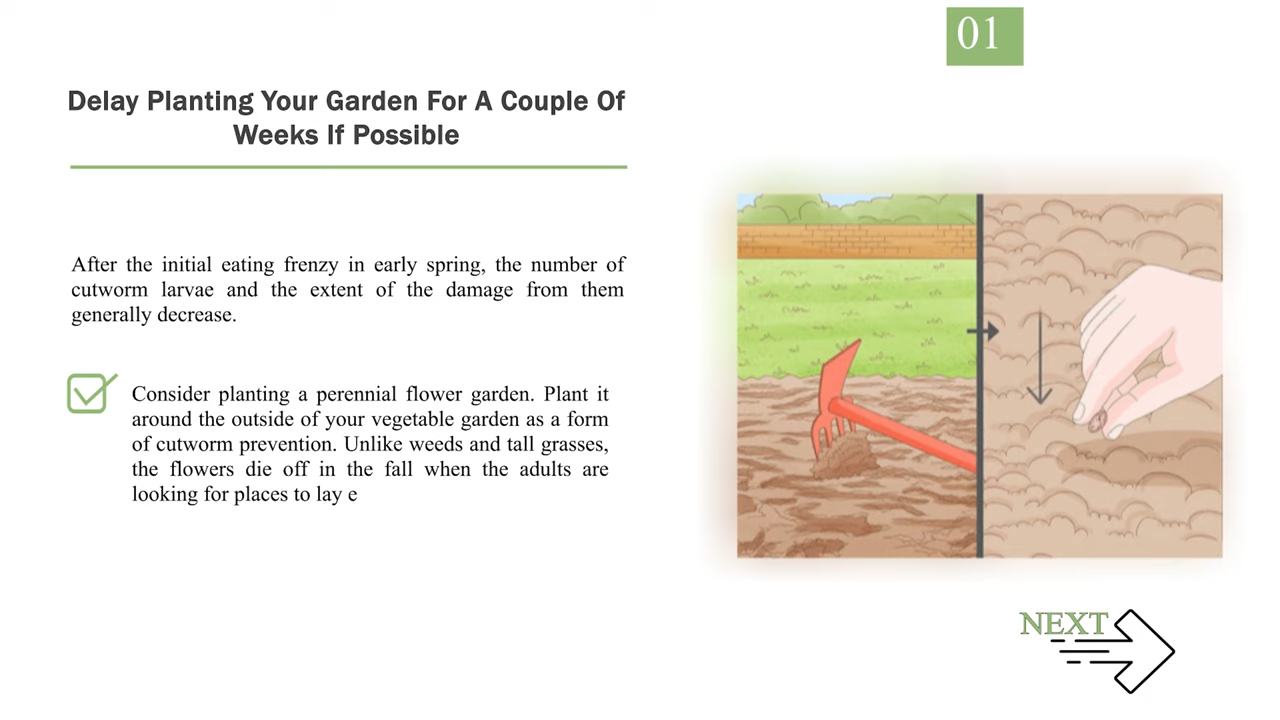 01
Delay Planting Your Garden For A Couple Of
Weeks If Possible
After the initial eating frenzy in early spring, the number of
cutworm larvae and the extent of the damage from them
generally decrease.
Consider planting a perennial flower garden. Plant it
around the outside of your vegetable garden as a form
of cutworm prevention. Unlike weeds and tall grasses,
the flowers die off in the fall when the adults are
looking for places to lay e
NEXT